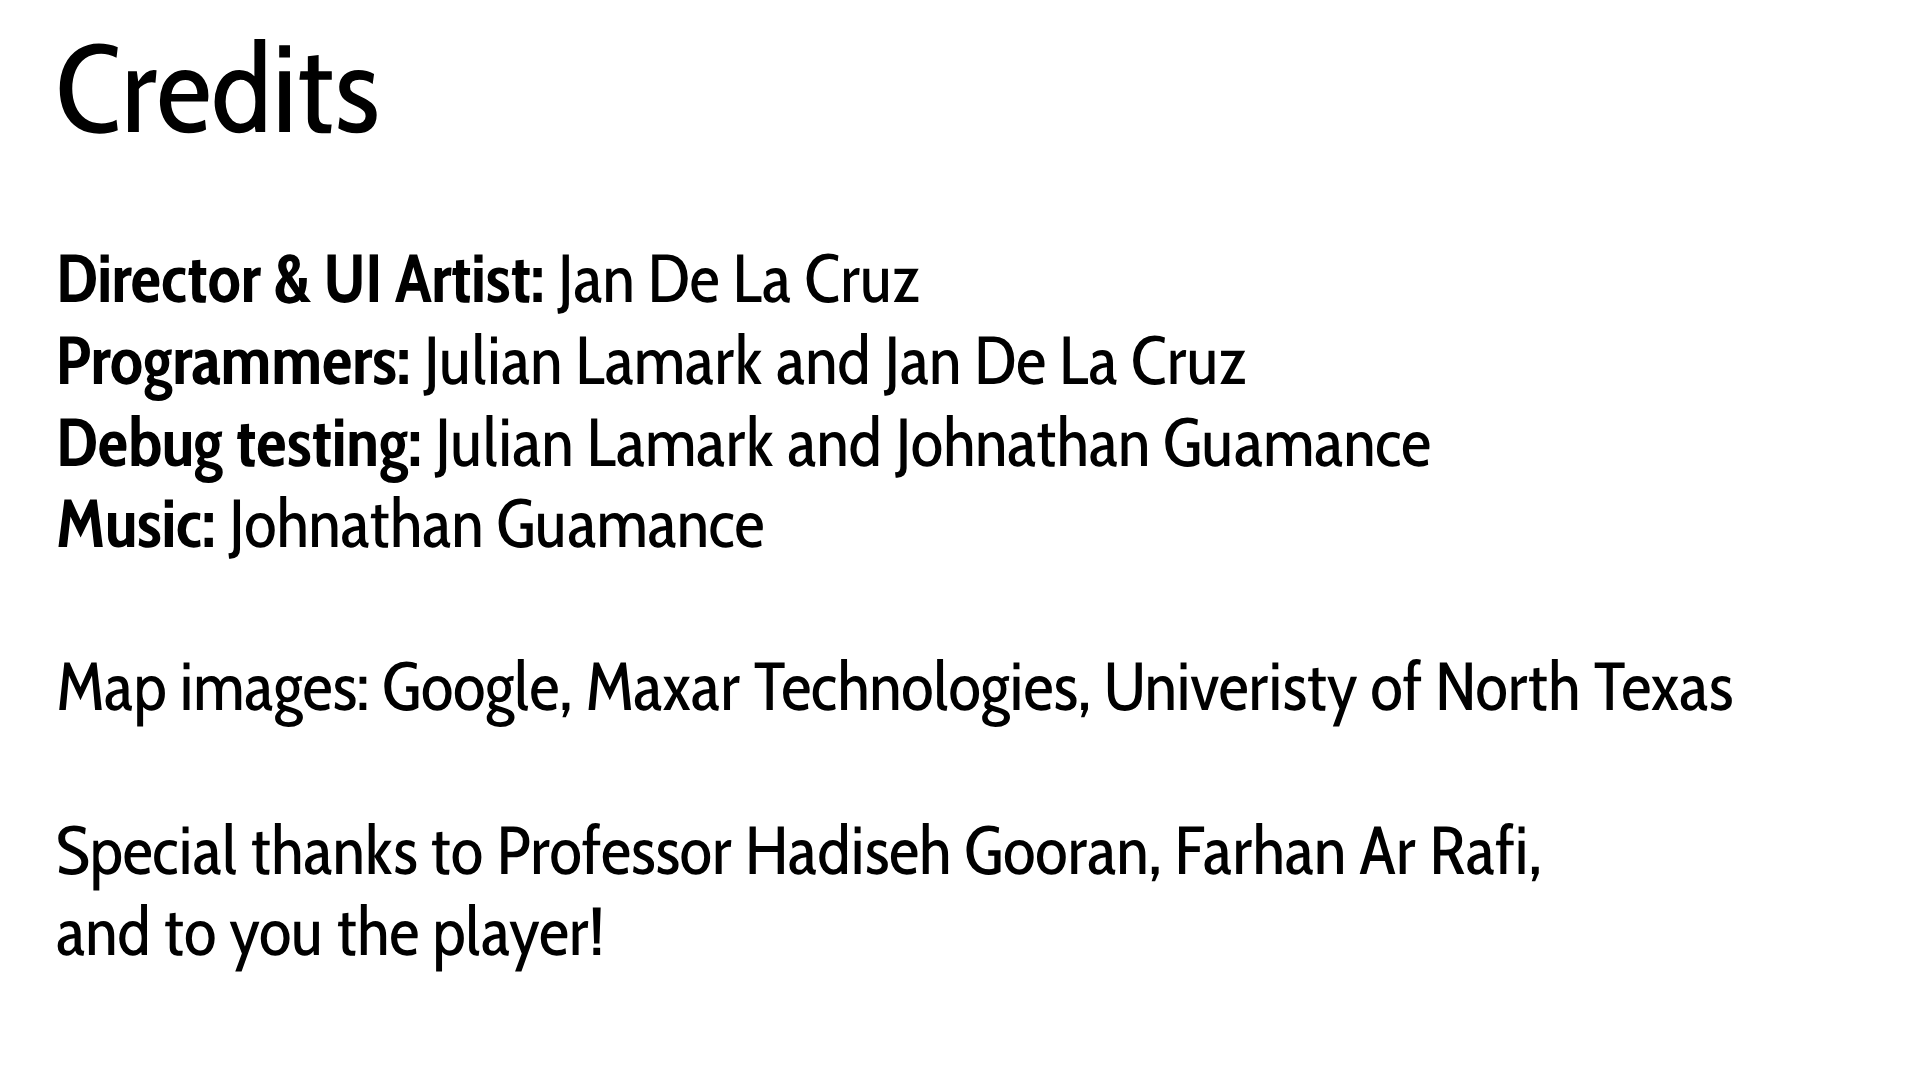 Credits
Director & UI Artist: Jan De La Cruz
Programmers: Julian Lamark and Jan De La Cruz
Debug testing: Julian Lamark and Johnathan Guamance
Music: Johnathan Guamance
Map images: Google, Maxar Technologies, Univeristy of North Texas
Special thanks to Professor Hadiseh Gooran, Farhan Ar Rafi,
and to you the player!